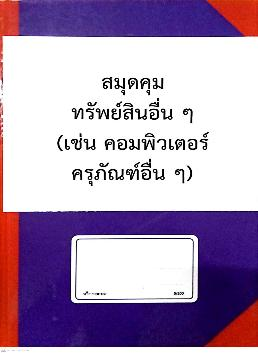 สมุดคุม
ทรัพย์สินอื่น ๆ
(เช่น คอมพิวเตอร์
ครุภัณฑ์อื่น ๆ)